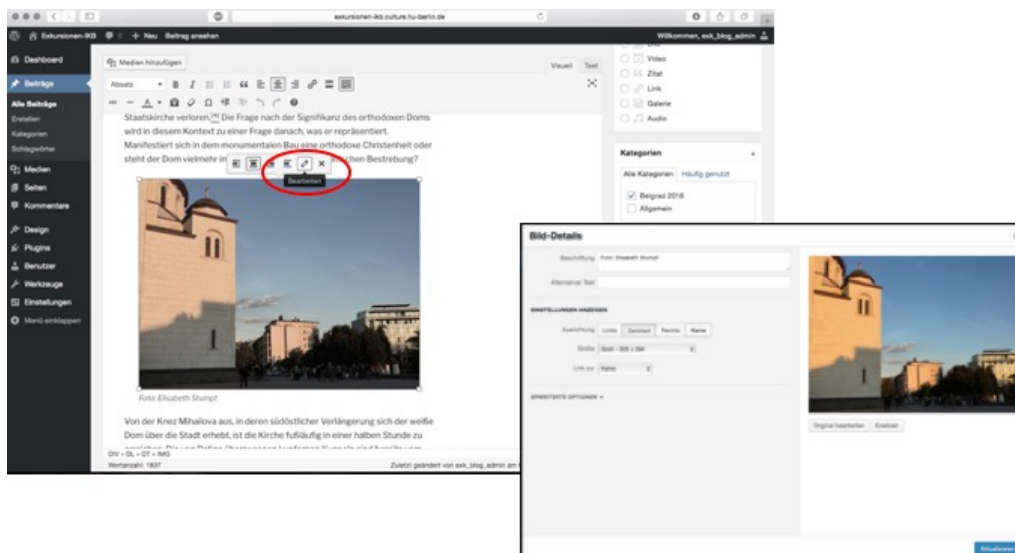 exkursionen-ikb.culture.hu-berlin.de
Exkursionen-IKB 0 + Neu Beitrag ansehen
Willkommen, exk_blog_admin
Dashboard
Beiträge
Alle Beiträge
Erstellen
Kategorien
Schlagwörter
Medien
Seiten
Kommentare
Design
Plugins
Benutzer
Werkzeuge
Einstellungen
Menü einklappen
Medien hinzufügen
Visuell Text
Absatz
Staatskirche verloren. Die Frage nach der Signifikanz des orthodoxen Doms
wird in diesem Kontext zu einer Frage danach, was er repräsentiert.
Manifestiert sich in dem monumentalen Bau eine orthodoxe Christenheit oder
steht der Dom vielmehr in Bestrebung?
Bearbeiten
Foto: Elisabeth Stumpf
Von der Knez Mihailova aus, in deren südöstlicher Verlängerung sich der weiße
Dom über die Stadt erhebt, ist die Kirche fußläufig in einer halben Stunde zu
DIV » DL » DT » IMG
Wortanzahl: 1837
Zuletzt geändert von exk_blog_admin am
Video
Zitat
Link
Galerie
Audio
Kategorien
Alle Kategorien Häufig genutzt
Belgrad 2016
Allgemein
Bild-Details
Beschriftung Foto: Elisabeth Stumpf
Alternativer Text
EINSTELLUNGEN ANZEIGEN
Ausrichtung Links Zentriert Rechts Keine
Größe
Link zur Keine
ERWEITERTE OPTIONEN
Original bearbeiten Ersetzen